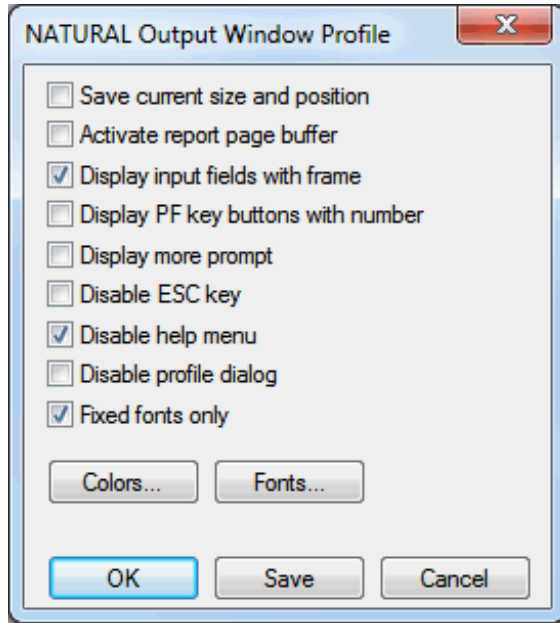 NATURAL Output Window Profile
Save current size and position
Activate report page buffer
Display input fields with frame
Display PF key buttons with number
Display more prompt
Disable ESC key
Disable help menu
Disable profile dialog
Fixed fonts only
Colors... Fonts...
OK Save Cancel